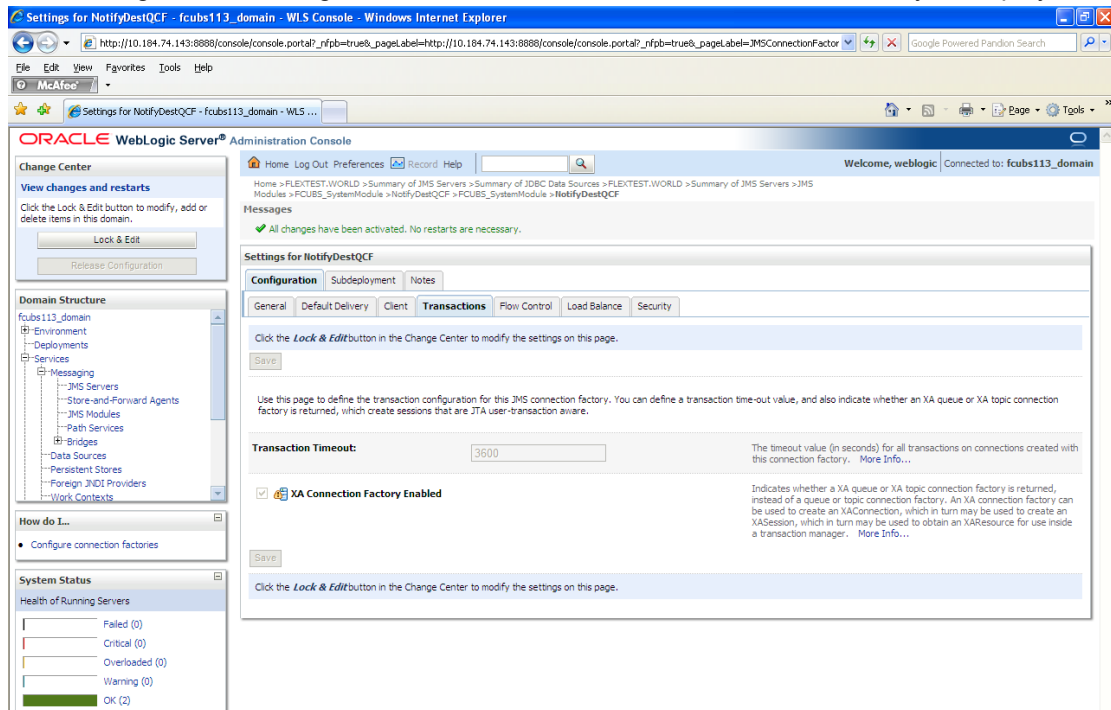 Settings for NotifyDestQCF - fcubs113_domain - WLS Console - Windows Internet Explorer
http://10.184.74.143:8888/console/console.portal?_nfpb=true&_pageLabel=http://10.184.74.143:8888/console/console.portal?_nfpb=true&_pageLabel=JMSConnectionFactor
Google Powered Pandion Search
File Edit View Favorites Tools Help
McAfee
Settings for NotifyDestQCF - fcubs113_domain - WLS ...
Page Tools
ORACLE WebLogic Server® Administration Console
Change Center
View changes and restarts
Click the Lock & Edit button to modify, add or
delete items in this domain.
Lock & Edit
Release Configuration
Domain Structure
fcubs113_domain
Environment
Deployments
Services
Messaging
JMS Servers
Store-and-Forward Agents
JMS Modules
Path Services
Bridges
Data Sources
Persistent Stores
Foreign JNDI Providers
Work Contexts
How do I...
Configure connection factories
System Status
Health of Running Servers
Failed (0)
Critical (0)
Overloaded (0)
Warning (0)
OK (2)
Home Log Out Preferences Record Help
Welcome, weblogic Connected to: fcubs113_domain
Home >FLEXTEST.WORLD >Summary of JMS Servers >Summary of JDBC Data Sources >FLEXTEST.WORLD >Summary of JMS Servers >JMS
Modules >FCUBS_SystemModule >NotifyDestQCF >FCUBS_SystemModule >NotifyDestQCF
Messages
All changes have been activated. No restarts are necessary.
Settings for NotifyDestQCF
Configuration Subdeployment Notes
General Default Delivery Client Transactions Flow Control Load Balance Security
Click the Lock & Edit button in the Change Center to modify the settings on this page.
Save
Use this page to define the transaction configuration for this JMS connection factory. You can define a transaction time-out value, and also indicate whether an XA queue or XA topic connection
factory is returned, which create sessions that are JTA user-transaction aware.
Transaction Timeout:
3600
The timeout value (in seconds) for all transactions on connections created with
this connection factory. More Info...
XA Connection Factory Enabled
Indicates whether a XA queue or XA topic connection factory is returned,
instead of a queue or topic connection factory. An XA connection factory can
be used to create an XAConnection, which in turn may be used to create an
XASession, which in turn may be used to obtain an XAResource for use inside
a transaction manager. More Info...
Save
Click the Lock & Edit button in the Change Center to modify the settings on this page.